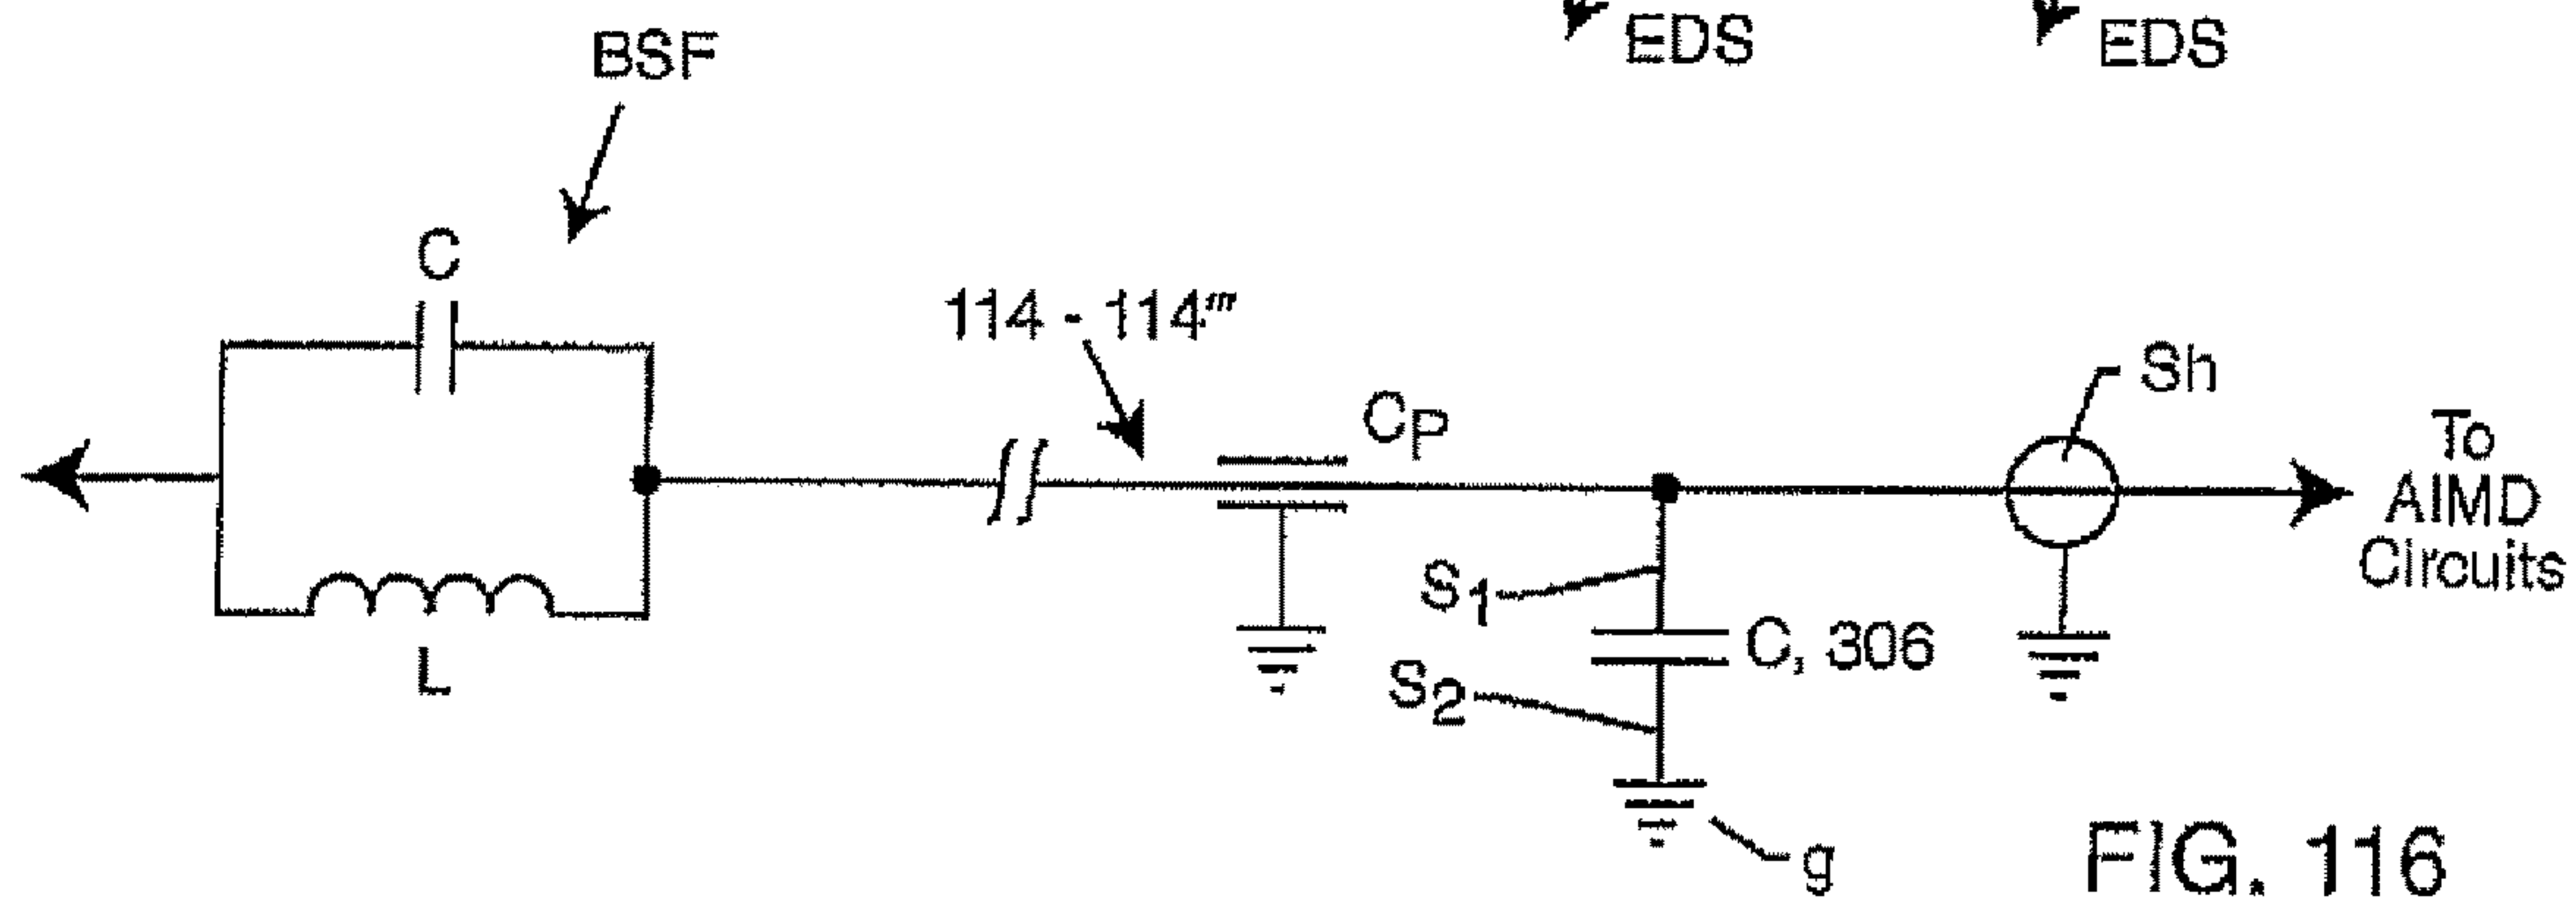 EDS
EDS
BSF
C
114 - 114'''
Sh
CP
To
AIMD
Circuits
S1
C, 306
L
S2
g
FIG. 116